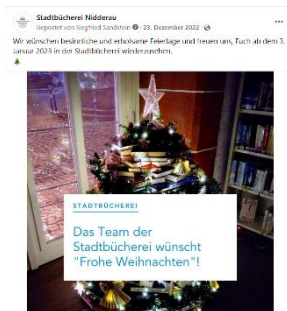 Stadtbücherei Nidderau
Gepostet von Siegfried Sandstein · 23. Dezember 2022 ·
Wir wünschen besinnliche und erholsame Feiertage und freuen uns, Euch ab dem 3.
Januar 2023 in der Stadtbücherei wiederzusehen.
STADTBÜCHEREI
Das Team der
Stadtbücherei wünscht
"Frohe Weihnachten"!